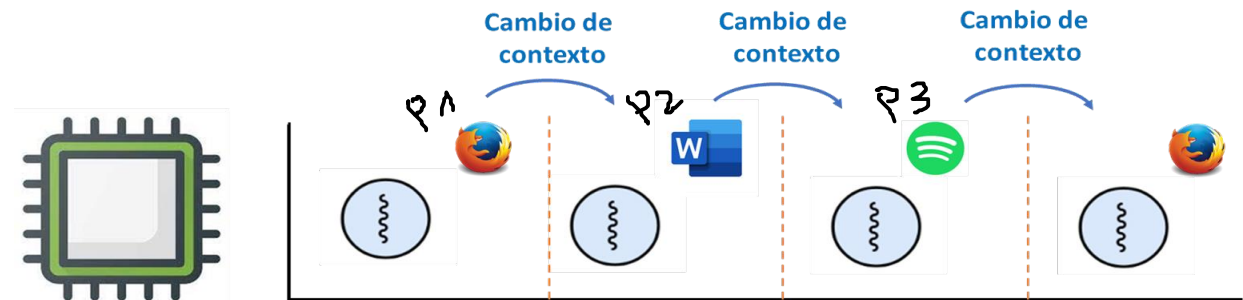 Cambio de
contexto
Cambio de
contexto
Cambio de
contexto
P1
P2
P3
W